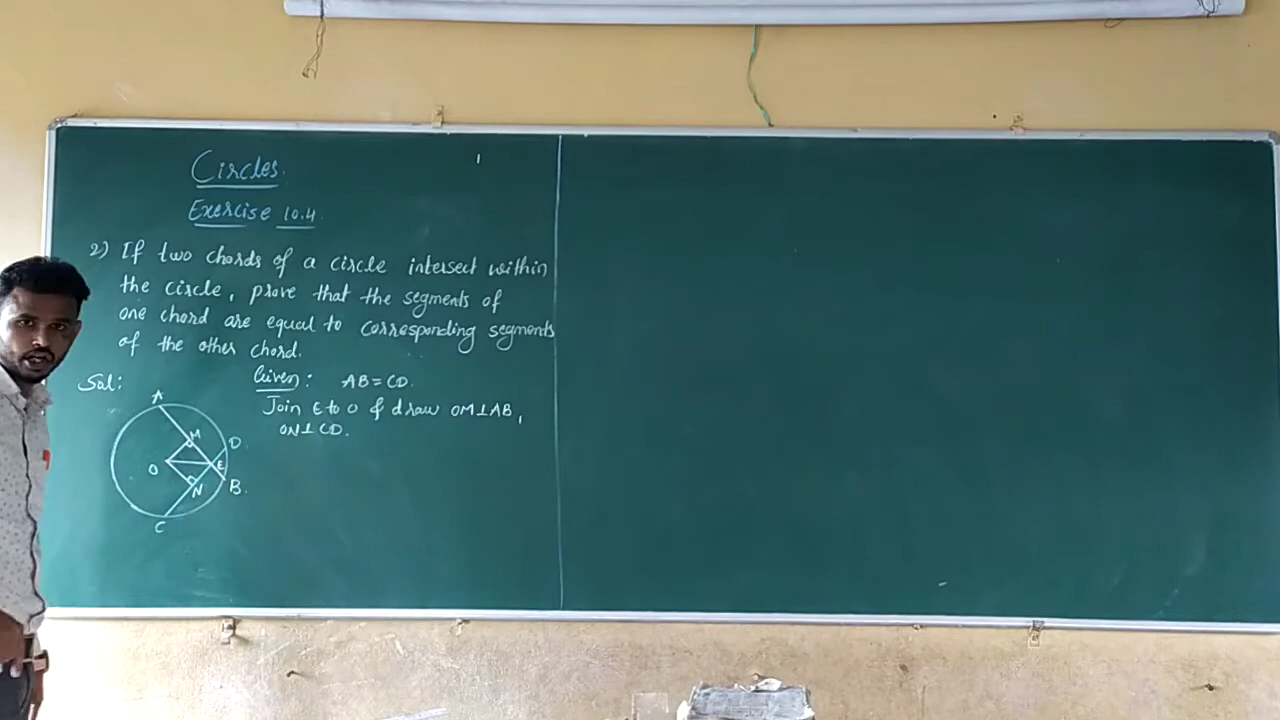 Circles.
Exercise 10.4.
2) If two chords of a circle intersect within
the circle, prove that the segments of
one chord are equal to corresponding segments
of the other chord.
Sol:
Given: AB=CD.
Join E to O & draw OM⊥AB,
ON⊥CD.
A
M
D
O
E
N
B.
C